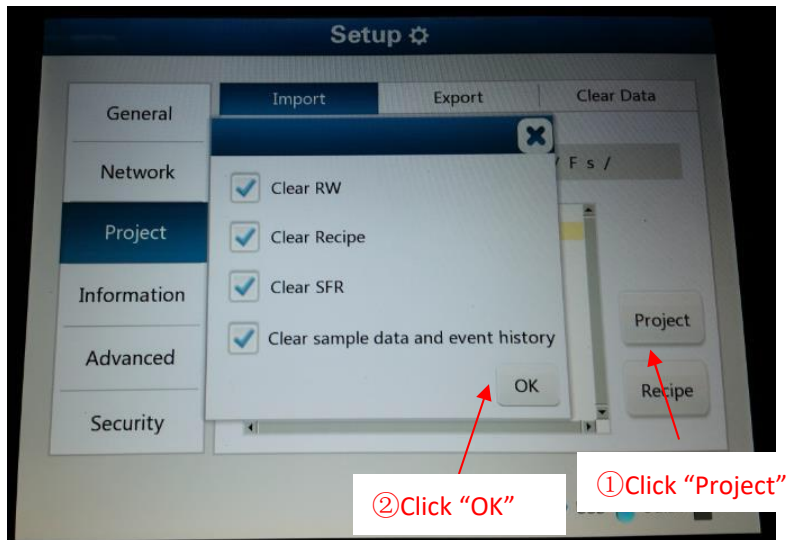 Setup
General
Import
Export
Clear Data
/ F s /
Network
Clear RW
Project
Clear Recipe
Information
Clear SFR
Project
Clear sample data and event history
Advanced
OK
Recipe
Security
②Click “OK”
①Click “Project”